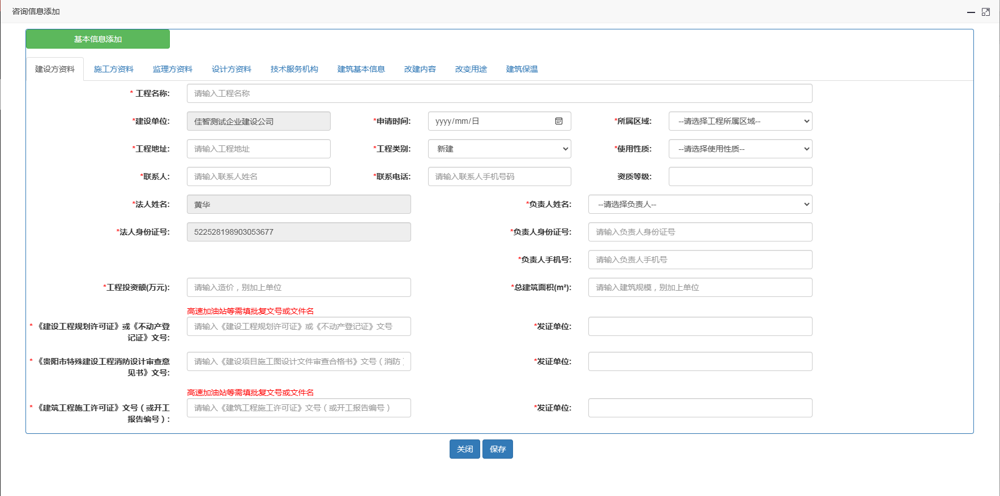 咨询信息添加
基本信息添加
建设方资料 施工方资料 监理方资料 设计方资料 技术服务机构 建筑基本信息 改建内容 改变用途 建筑保温
* 工程名称: 请输入工程名称
*建设单位: 佳智测试企业建设公司 *申请时间: yyyy/mm/日 *所属区域: --请选择工程所属区域--
*工程地址: 请输入工程地址 *工程类别: 新建 *使用性质: --请选择使用性质--
*联系人: 请输入联系人姓名 *联系电话: 请输入联系人手机号码 资质等级:
*法人姓名: 黄华 *负责人姓名: --请选择负责人--
*法人身份证号: 522528198903053677 *负责人身份证号: 请输入负责人身份证号
*负责人手机号: 请输入负责人手机号
*工程投资额(万元): 请输入造价，别加上单位 *总建筑面积(m²): 请输入建筑规模，别加上单位
高速加油站等需填批复文号或文件名
* 《建设工程规划许可证》或《不动产登 请输入《建设工程规划许可证》或《不动产登记证》文号 *发证单位:
记证》文号:
* 《贵阳市特殊建设工程消防设计审查意 请输入《建设项目施工图设计文件审查合格书》文号（消防） *发证单位:
见书》文号:
高速加油站等需填批复文号或文件名
* 《建筑工程施工许可证》文号（或开工 请输入《建筑工程施工许可证》文号（或开工报告编号） *发证单位:
报告编号）:
关闭 保存